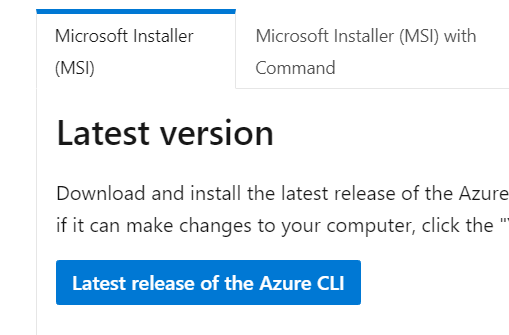 Microsoft Installer
(MSI)
Microsoft Installer (MSI) with
Command
Latest version
Download and install the latest release of the Azure
if it can make changes to your computer, click the "
Latest release of the Azure CLI